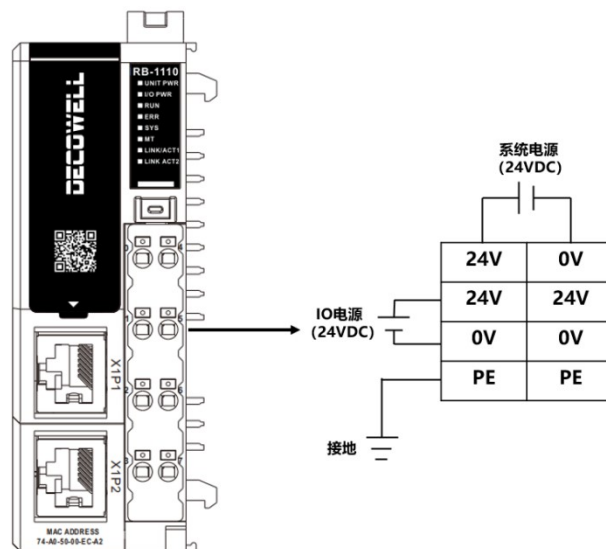 DECOWELL
RB-1110
UNIT PWR
I/O PWR
RUN
ERR
SYS
MT
LINK/ACT1
LINK ACT2
X1P1
X1P2
MAC ADDRESS
74-A0-50-00-EC-A2
系统电源
(24VDC)
IO电源
(24VDC)
接地
24V 0V
24V 24V
0V 0V
PE PE